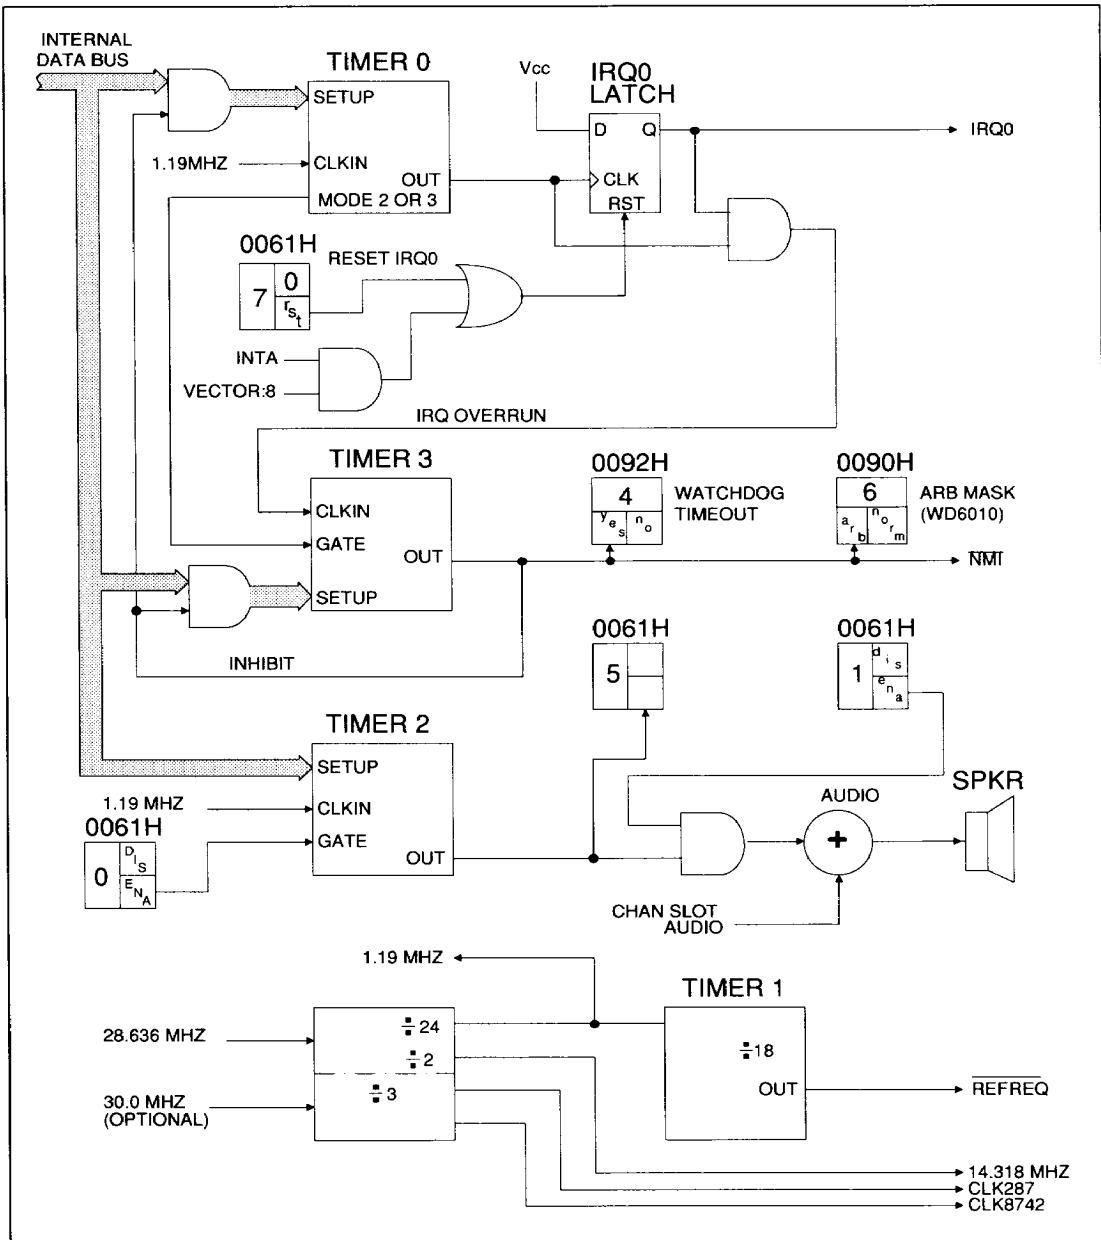 INTERNAL
DATA BUS
TIMER 0
SETUP
1.19MHZ
CLKIN
OUT
MODE 2 OR 3
Vcc
IRQ0
LATCH
D Q
CLK
RST
IRQ0
0061H
7
0
rst
RESET IRQ0
INTA
VECTOR:8
IRQ OVERRUN
TIMER 3
CLKIN
GATE
OUT
SETUP
INHIBIT
0092H
4
yes no
WATCHDOG
TIMEOUT
0090H
6
arb norm
ARB MASK
(WD6010)
NMI
0061H
5
0061H
1
dis
ena
TIMER 2
SETUP
1.19 MHZ
CLKIN
GATE
OUT
0061H
0
DIS
ENA
AUDIO
+
SPKR
CHAN SLOT
AUDIO
1.19 MHZ
TIMER 1
28.636 MHZ
÷24
÷2
÷3
30.0 MHZ
(OPTIONAL)
÷18
OUT
REFREQ
14.318 MHZ
CLK287
CLK8742